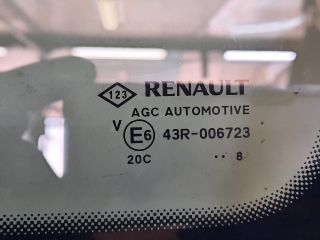 123 RENAULT
AGC AUTOMOTIVE
V E6 43R-006723
20C ·· 8